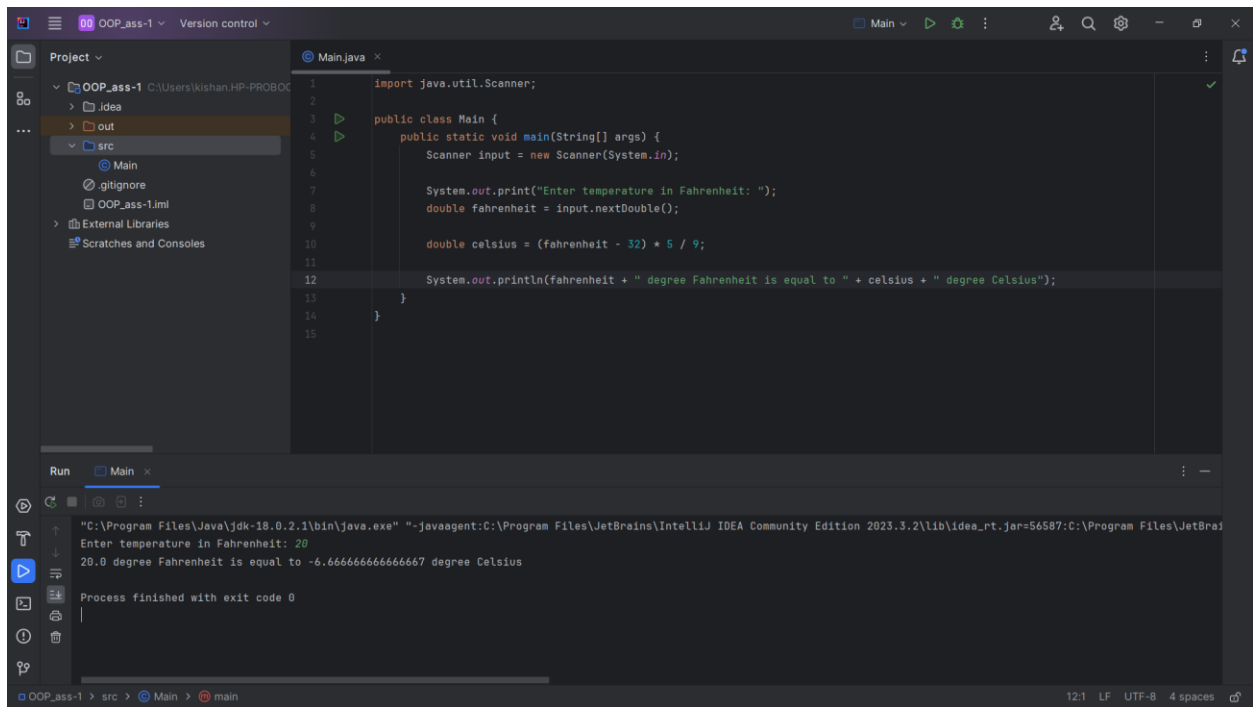 DD OOP_ass-1 Version control Main
Project
Main.java
OOP_ass-1 C:\Users\kishan.HP-PROBOO
.idea
out
src
Main
.gitignore
OOP_ass-1.iml
External Libraries
Scratches and Consoles
1 import java.util.Scanner;
2
3 public class Main {
4 public static void main(String[] args) {
5 Scanner input = new Scanner(System.in);
6
7 System.out.print("Enter temperature in Fahrenheit: ");
8 double fahrenheit = input.nextDouble();
9
10 double celsius = (fahrenheit - 32) * 5 / 9;
11
12 System.out.println(fahrenheit + " degree Fahrenheit is equal to " + celsius + " degree Celsius");
13 }
14 }
15
Run Main
"C:\Program Files\Java\jdk-18.0.2.1\bin\java.exe" "-javaagent:C:\Program Files\JetBrains\IntelliJ IDEA Community Edition 2023.3.2\lib\idea_rt.jar=56587:C:\Program Files\JetBrai
Enter temperature in Fahrenheit: 20
20.0 degree Fahrenheit is equal to -6.666666666666667 degree Celsius
Process finished with exit code 0
OOP_ass-1 > src > Main > main 12:1 LF UTF-8 4 spaces